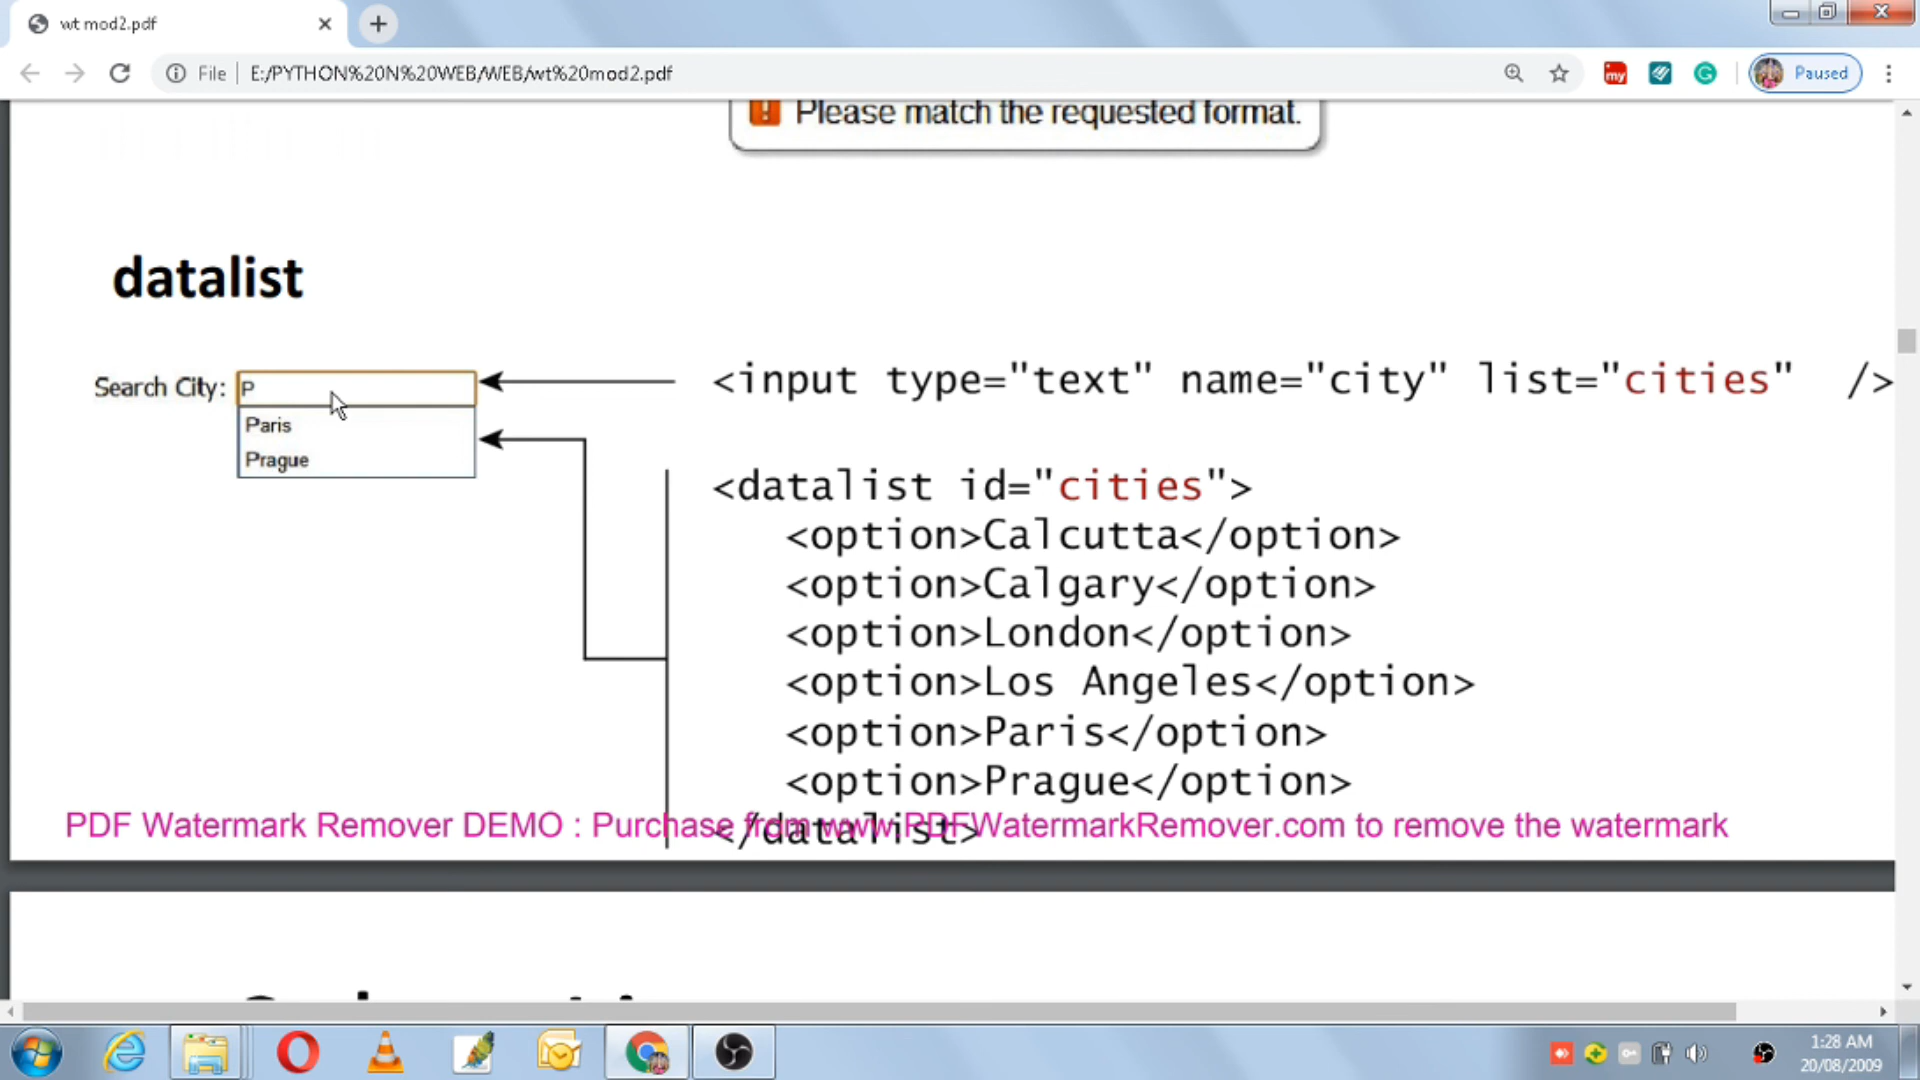 wt mod2.pdf
File
E:/PYTHON%20N%20WEB/WEB/wt%20mod2.pdf
my
Paused
Please match the requested format.
datalist
Search City:
P
Paris
Prague
<input type="text" name="city" list="cities" />
<datalist id="cities">
<option>Calcutta</option>
<option>Calgary</option>
<option>London</option>
<option>Los Angeles</option>
<option>Paris</option>
<option>Prague</option>
</datalist>
PDF Watermark Remover DEMO : Purchase from www.PDFWatermarkRemover.com to remove the watermark
1:28 AM
20/08/2009